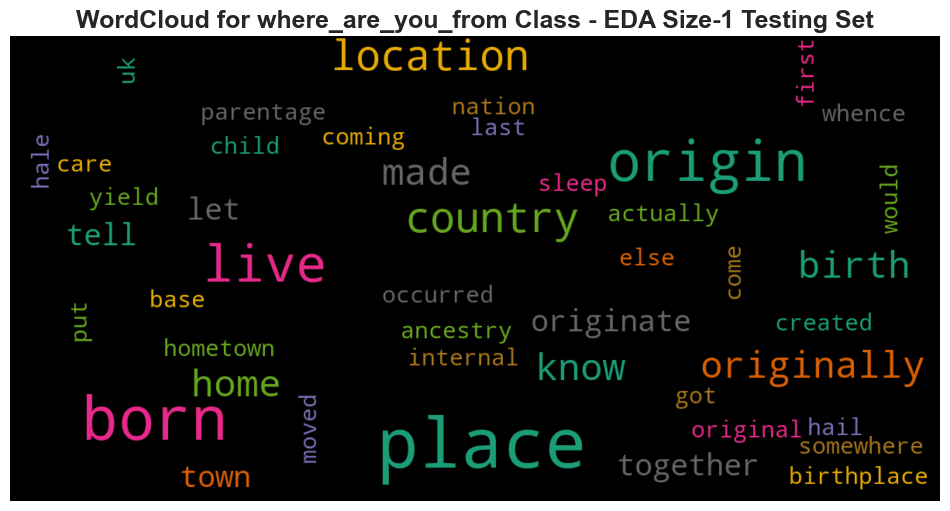 WordCloud for where_are_you_from Class - EDA Size-1 Testing Set
location
uk
first
parentage
nation
whence
last
coming
child
hale
care
origin
made
sleep
yield
would
let
country
actually
tell
live
else
birth
come
base
occurred
put
originate
created
ancestry
hometown
internal
know
originally
home
got
born
moved
original
hail
place
somewhere
together
town
birthplace